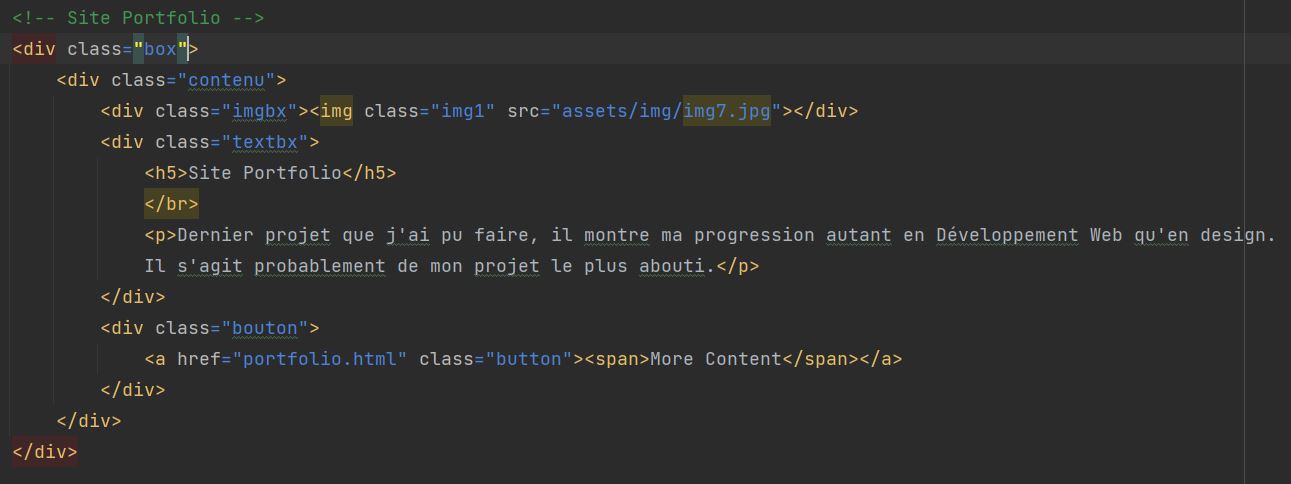 <!-- Site Portfolio -->
<div class="box">
<div class="contenu">
<div class="imgbx"><img class="img1" src="assets/img/img7.jpg"></div>
<div class="textbx">
<h5>Site Portfolio</h5>
</br>
<p>Dernier projet que j'ai pu faire, il montre ma progression autant en Développement Web qu'en design.
Il s'agit probablement de mon projet le plus abouti.</p>
</div>
<div class="bouton">
<a href="portfolio.html" class="button"><span>More Content</span></a>
</div>
</div>
</div>